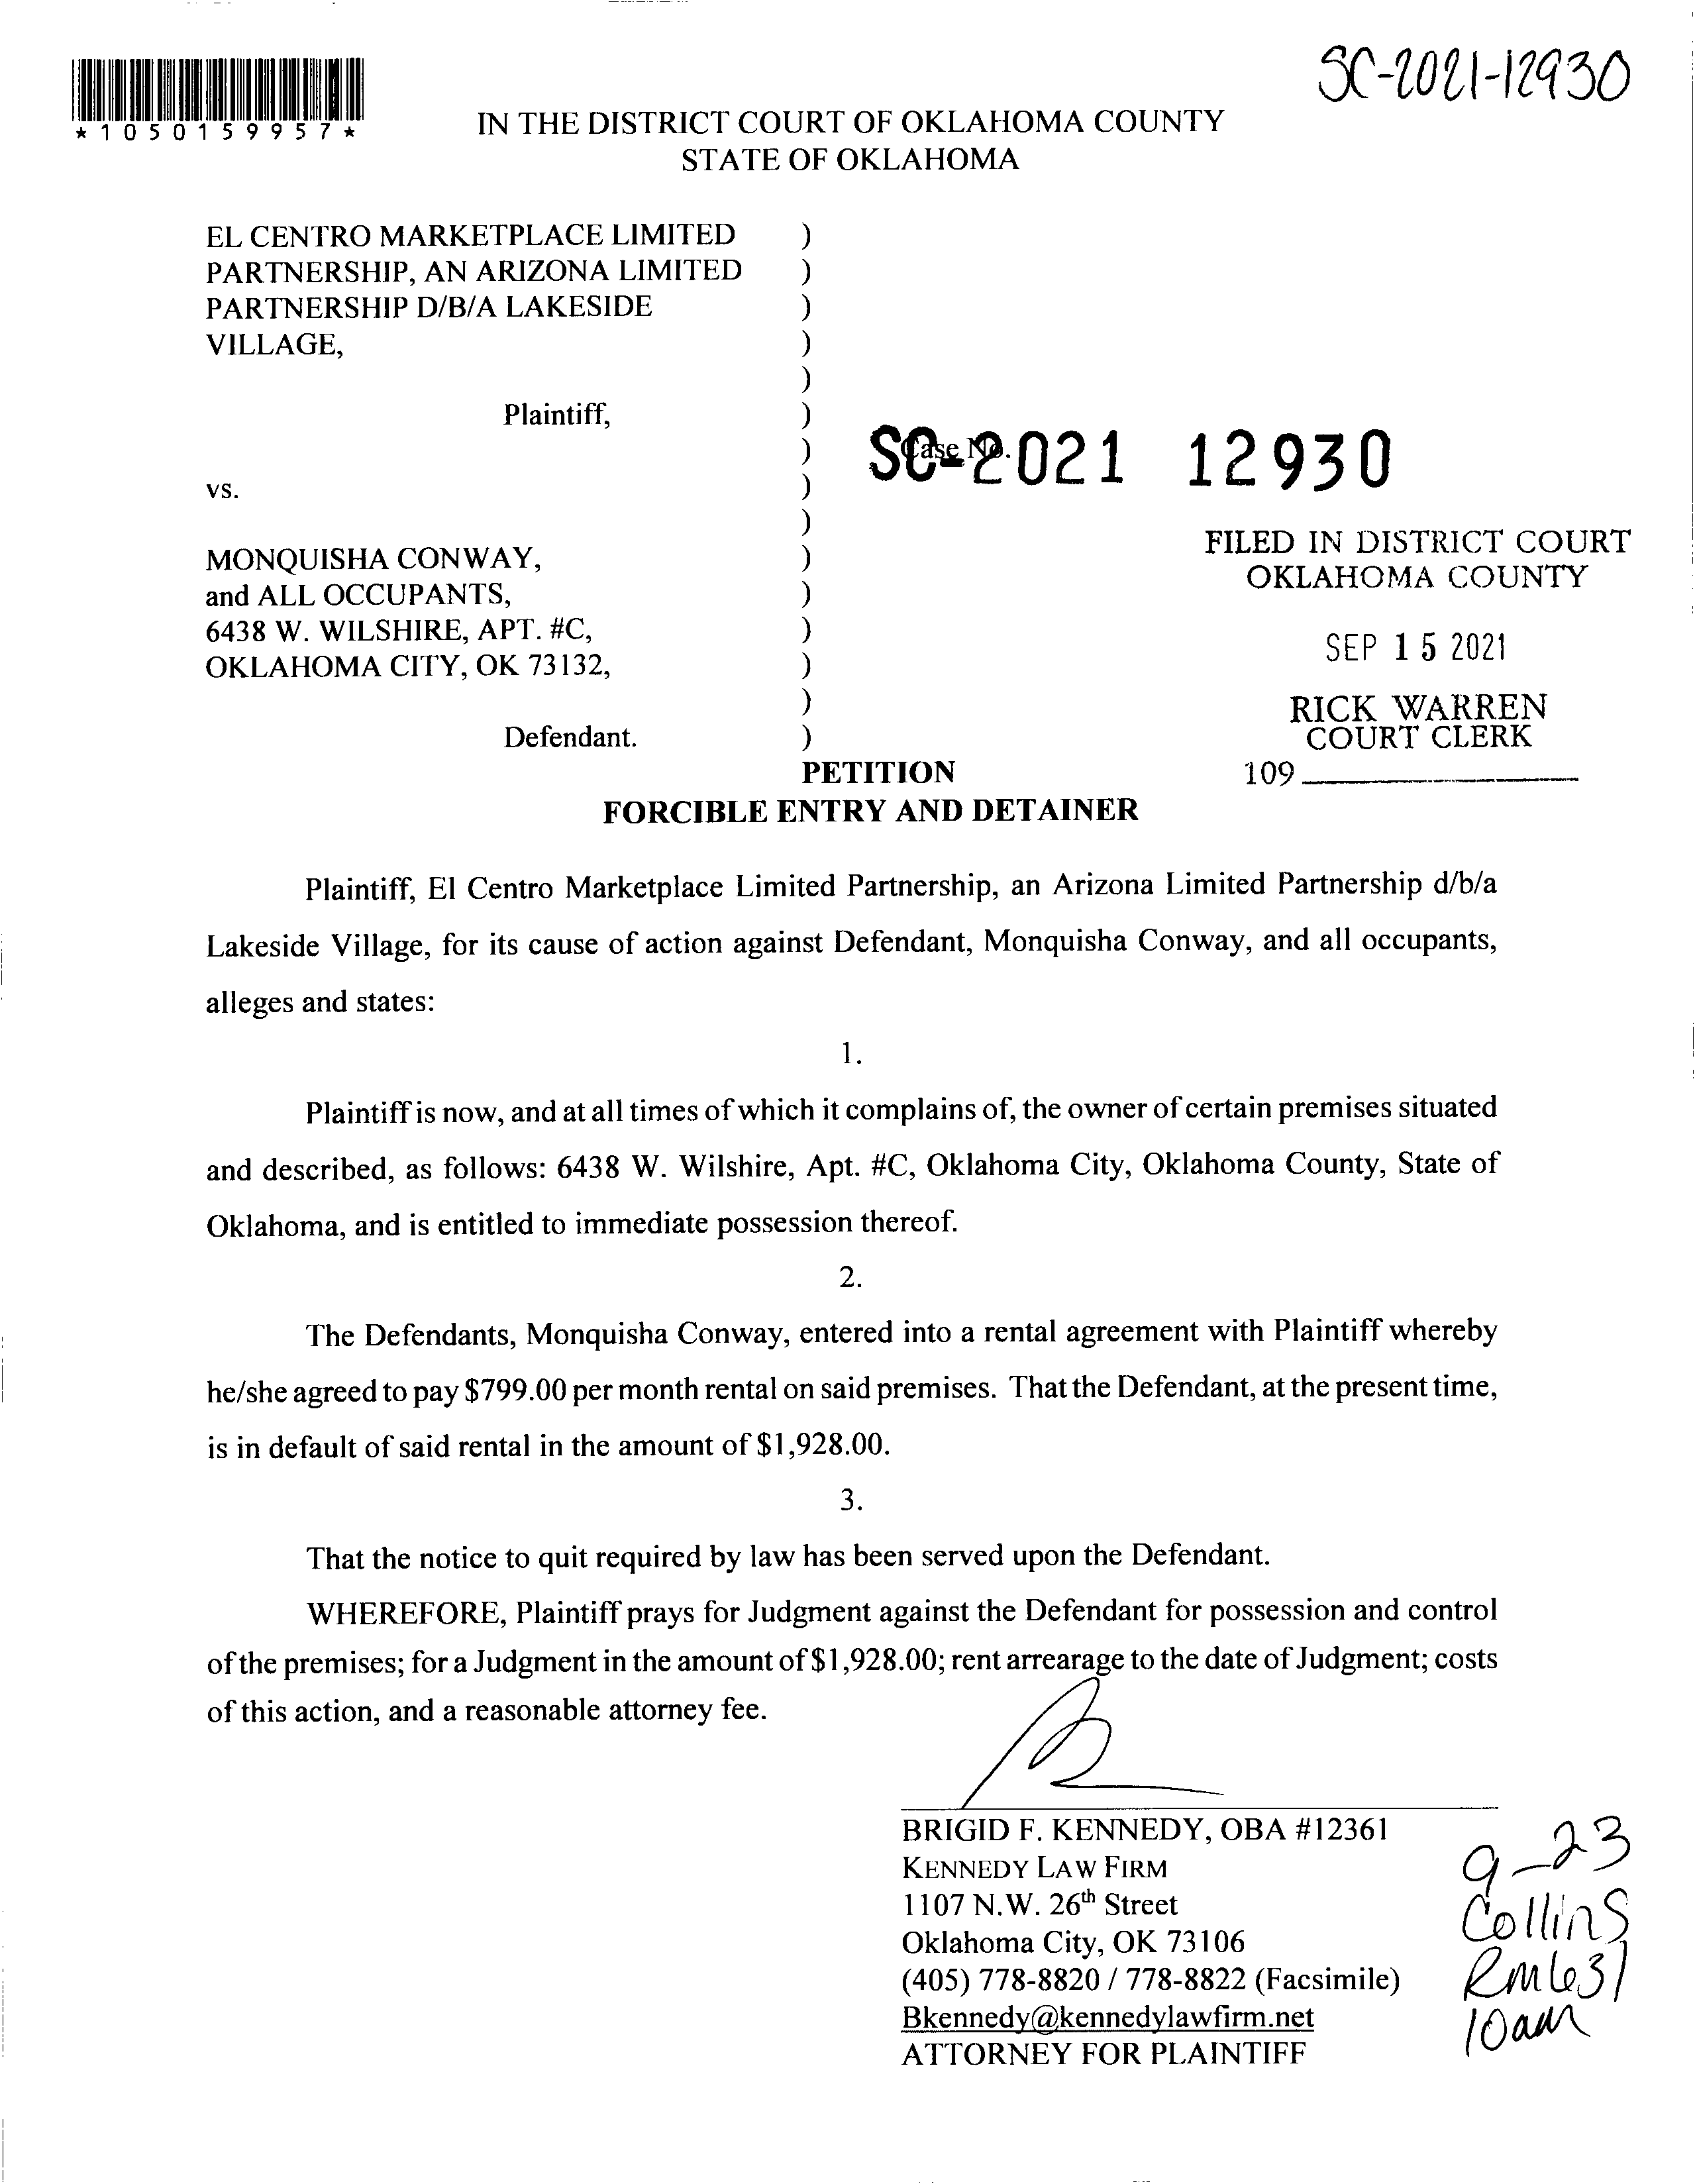 SC-2021-12930
*1050159957*
IN THE DISTRICT COURT OF OKLAHOMA COUNTY
STATE OF OKLAHOMA
EL CENTRO MARKETPLACE LIMITED )
PARTNERSHIP, AN ARIZONA LIMITED )
PARTNERSHIP D/B/A LAKESIDE )
VILLAGE, )
)
Plaintiff, )
) Case No. SC-2021 12930
vs. )
)
MONQUISHA CONWAY, )
and ALL OCCUPANTS, )
6438 W. WILSHIRE, APT. #C, )
OKLAHOMA CITY, OK 73132, )
)
Defendant. )
FILED IN DISTRICT COURT
OKLAHOMA COUNTY
SEP 15 2021
RICK WARREN
COURT CLERK
109
PETITION
FORCIBLE ENTRY AND DETAINER
Plaintiff, El Centro Marketplace Limited Partnership, an Arizona Limited Partnership d/b/a
Lakeside Village, for its cause of action against Defendant, Monquisha Conway, and all occupants,
alleges and states:
1.
Plaintiff is now, and at all times of which it complains of, the owner of certain premises situated
and described, as follows: 6438 W. Wilshire, Apt. #C, Oklahoma City, Oklahoma County, State of
Oklahoma, and is entitled to immediate possession thereof.
2.
The Defendants, Monquisha Conway, entered into a rental agreement with Plaintiff whereby
he/she agreed to pay $799.00 per month rental on said premises. That the Defendant, at the present time,
is in default of said rental in the amount of $1,928.00.
3.
That the notice to quit required by law has been served upon the Defendant.
WHEREFORE, Plaintiff prays for Judgment against the Defendant for possession and control
of the premises; for a Judgment in the amount of $1,928.00; rent arrearage to the date of Judgment; costs
of this action, and a reasonable attorney fee.
BRIGID F. KENNEDY, OBA #12361
KENNEDY LAW FIRM
1107 N.W. 26th Street
Oklahoma City, OK 73106
(405) 778-8820 / 778-8822 (Facsimile)
Bkennedy@kennedylawfirm.net
ATTORNEY FOR PLAINTIFF
9-23
Collins
Rm631
10am